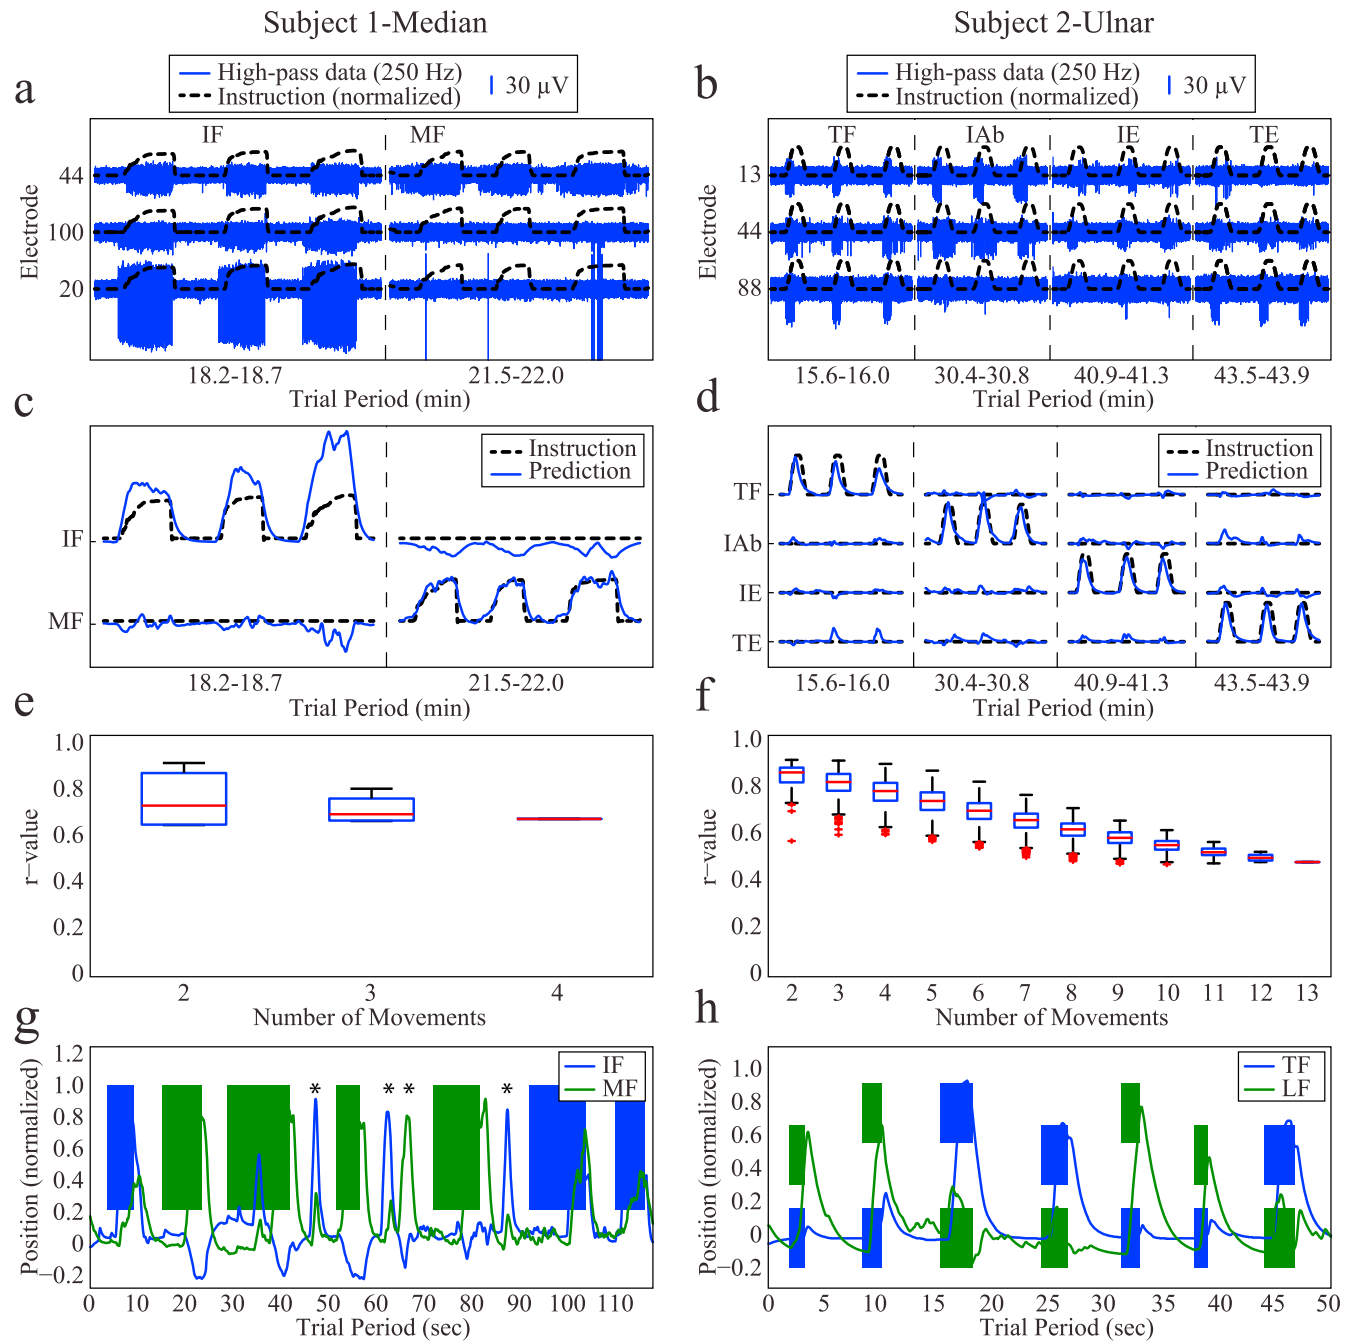 Subject 1-Median
Subject 2-Ulnar
a
High-pass data (250 Hz)
Instruction (normalized)
30 µV
IF
MF
Electrode
44
100
20
18.2-18.7
21.5-22.0
Trial Period (min)
b
High-pass data (250 Hz)
Instruction (normalized)
30 µV
TF
IAb
IE
TE
Electrode
13
44
88
15.6-16.0
30.4-30.8
40.9-41.3
43.5-43.9
Trial Period (min)
c
Instruction
Prediction
IF
MF
18.2-18.7
21.5-22.0
Trial Period (min)
d
Instruction
Prediction
TF
IAb
IE
TE
15.6-16.0
30.4-30.8
40.9-41.3
43.5-43.9
Trial Period (min)
e
r−value
1.0
0.8
0.6
0.4
0.2
0
2 3 4
Number of Movements
f
r−value
1.0
0.8
0.6
0.4
0.2
0
2 3 4 5 6 7 8 9 10 11 12 13
Number of Movements
g
IF
MF
* * * *
Position (normalized)
1.2
1.0
0.8
0.6
0.4
0.2
0
−0.2
0 10 20 30 40 50 60 70 80 90 100 110
Trial Period (sec)
h
TF
LF
Position (normalized)
1.0
0.8
0.6
0.4
0.2
0
−0.2
0 5 10 15 20 25 30 35 40 45 50
Trial Period (sec)